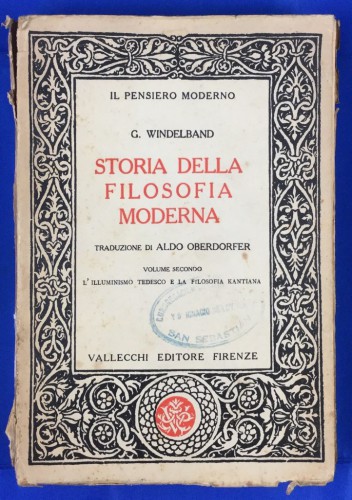 IL PENSIERO MODERNO
G. WINDELBAND
STORIA DELLA
FILOSOFIA
MODERNA
TRADUZIONE DI ALDO OBERDORFER
VOLUME SECONDO
L'ILLUMINISMO TEDESCO E LA FILOSOFIA KANTIANA
SAN SEBASTIA
VALLECCHI EDITORE FIRENZE